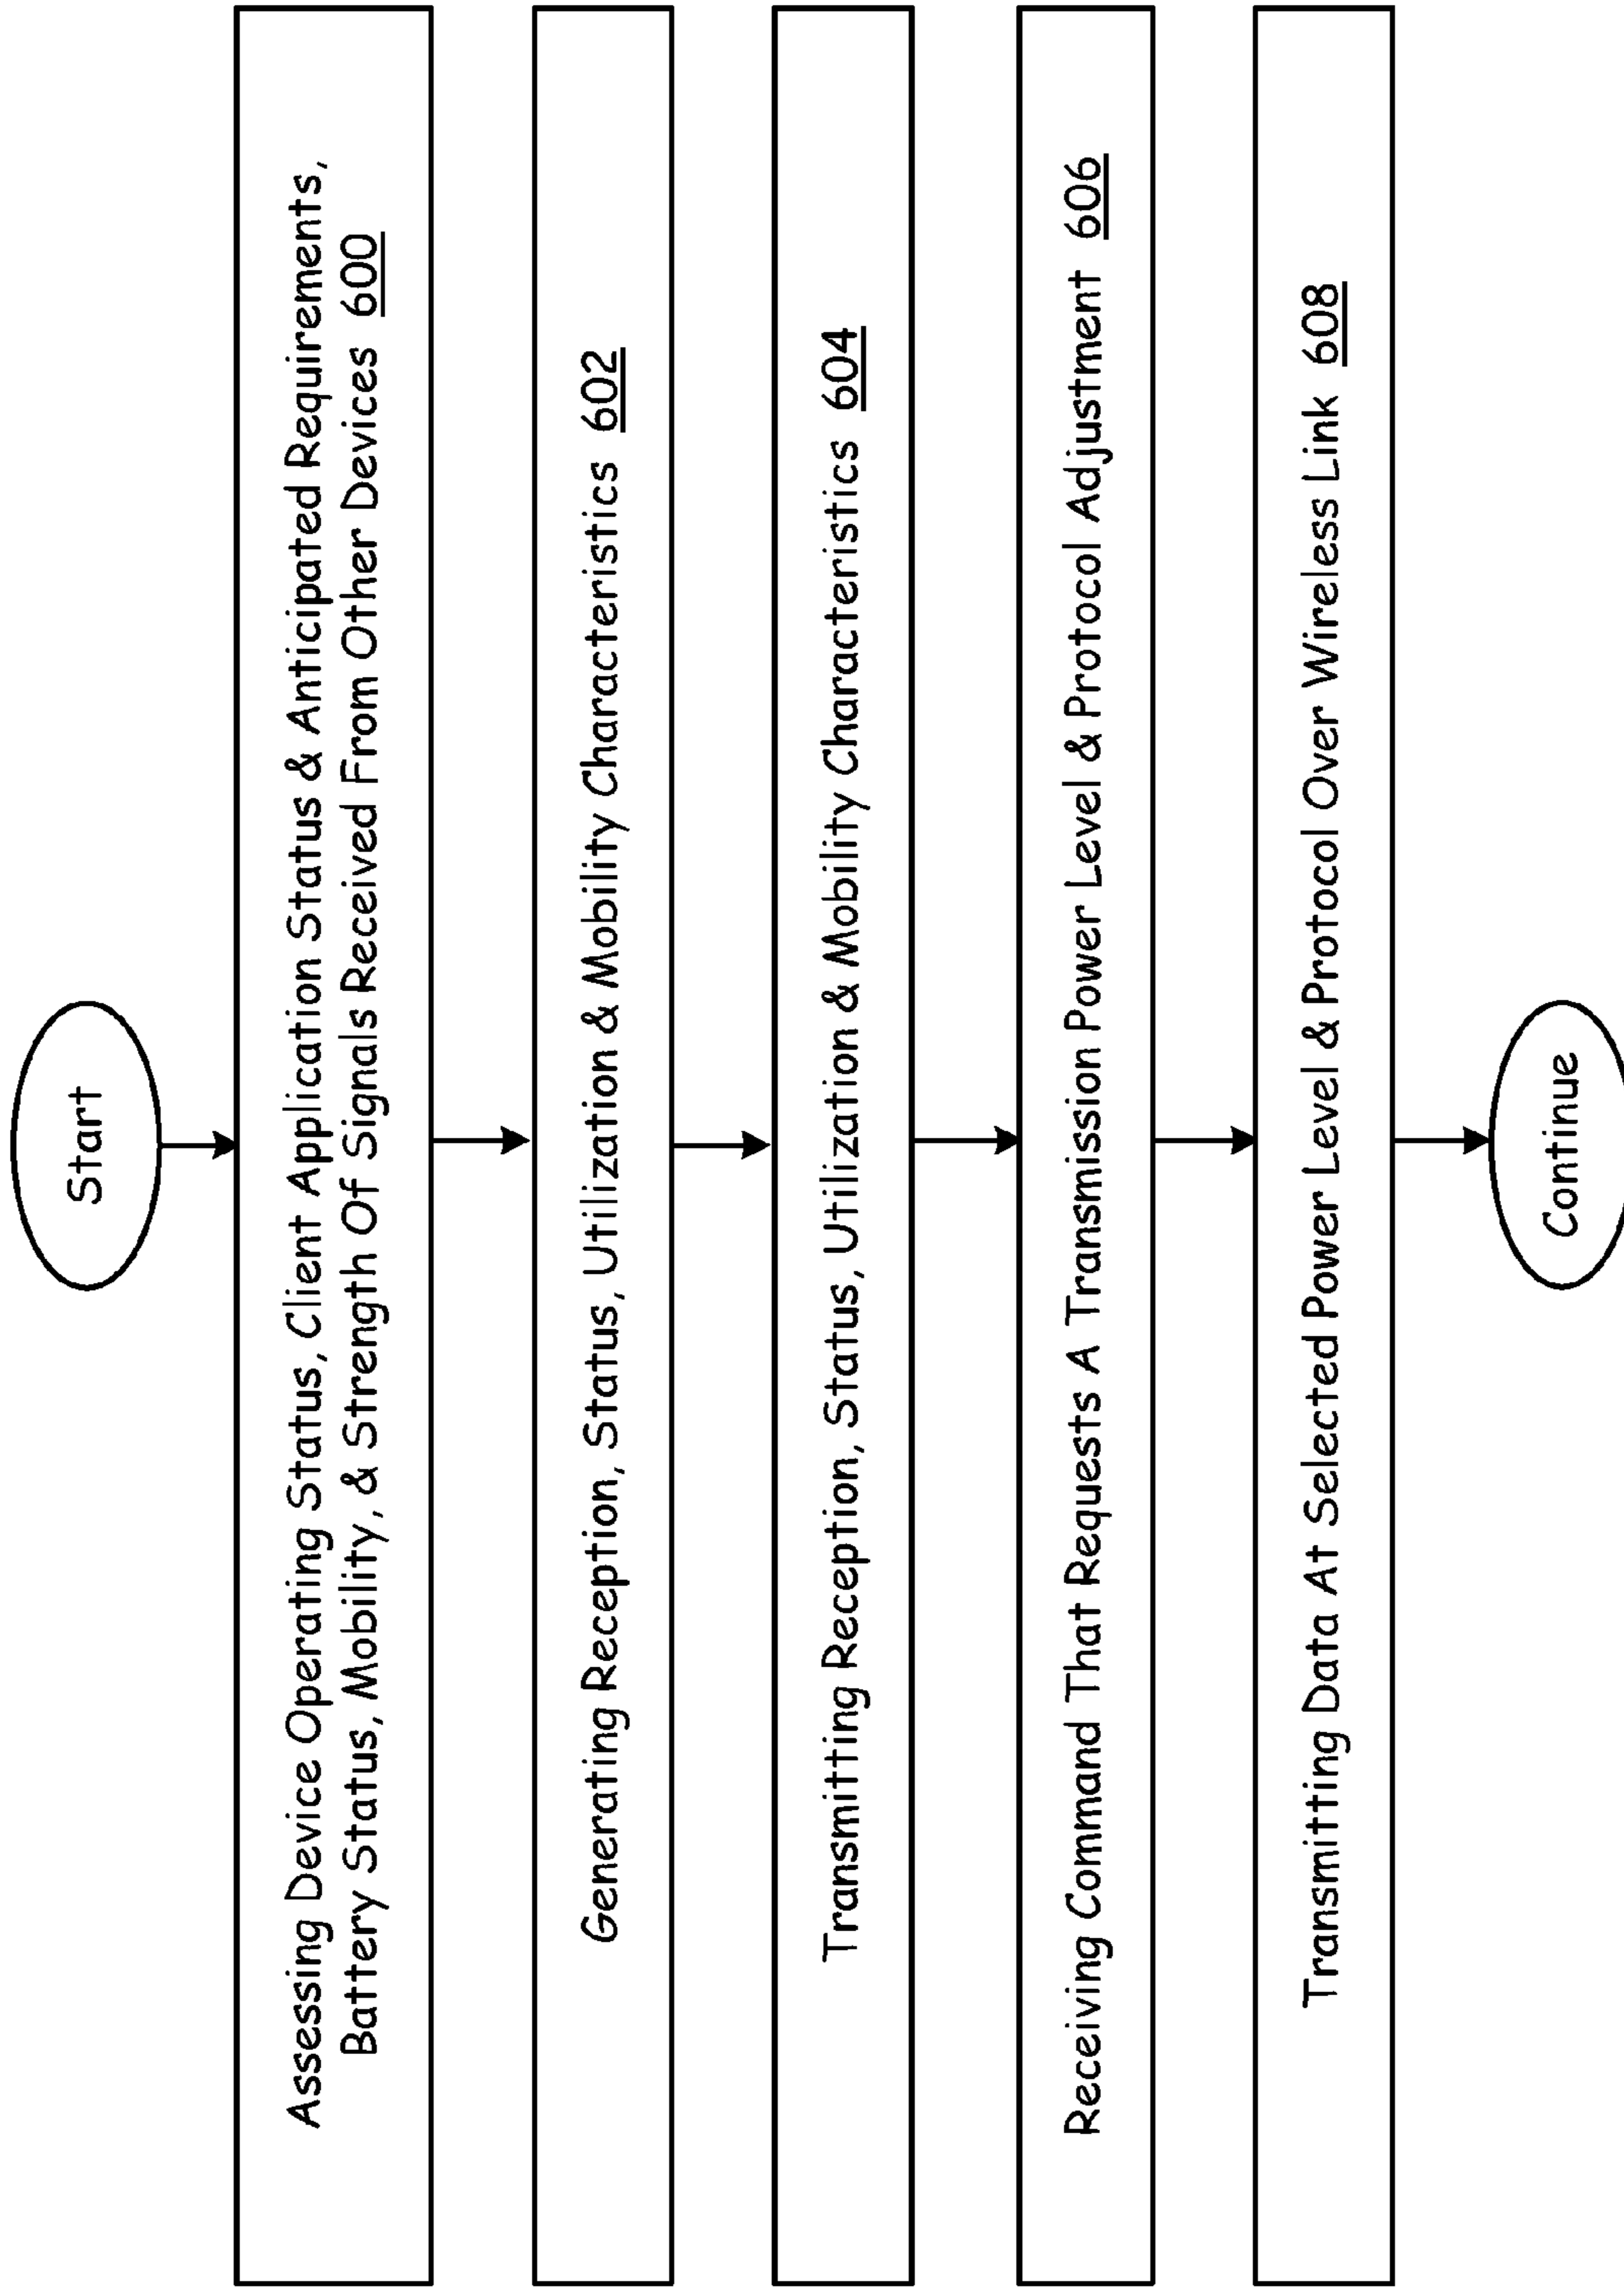 Start
Assessing Device Operating Status, Client Application Status & Anticipated Requirements,
Battery Status, Mobility, & Strength Of Signals Received From Other Devices 600
Generating Reception, Status, Utilization & Mobility Characteristics 602
Transmitting Reception, Status, Utilization & Mobility Characteristics 604
Receiving Command That Requests A Transmission Power Level & Protocol Adjustment 606
Transmitting Data At Selected Power Level & Protocol Over Wireless Link 608
Continue